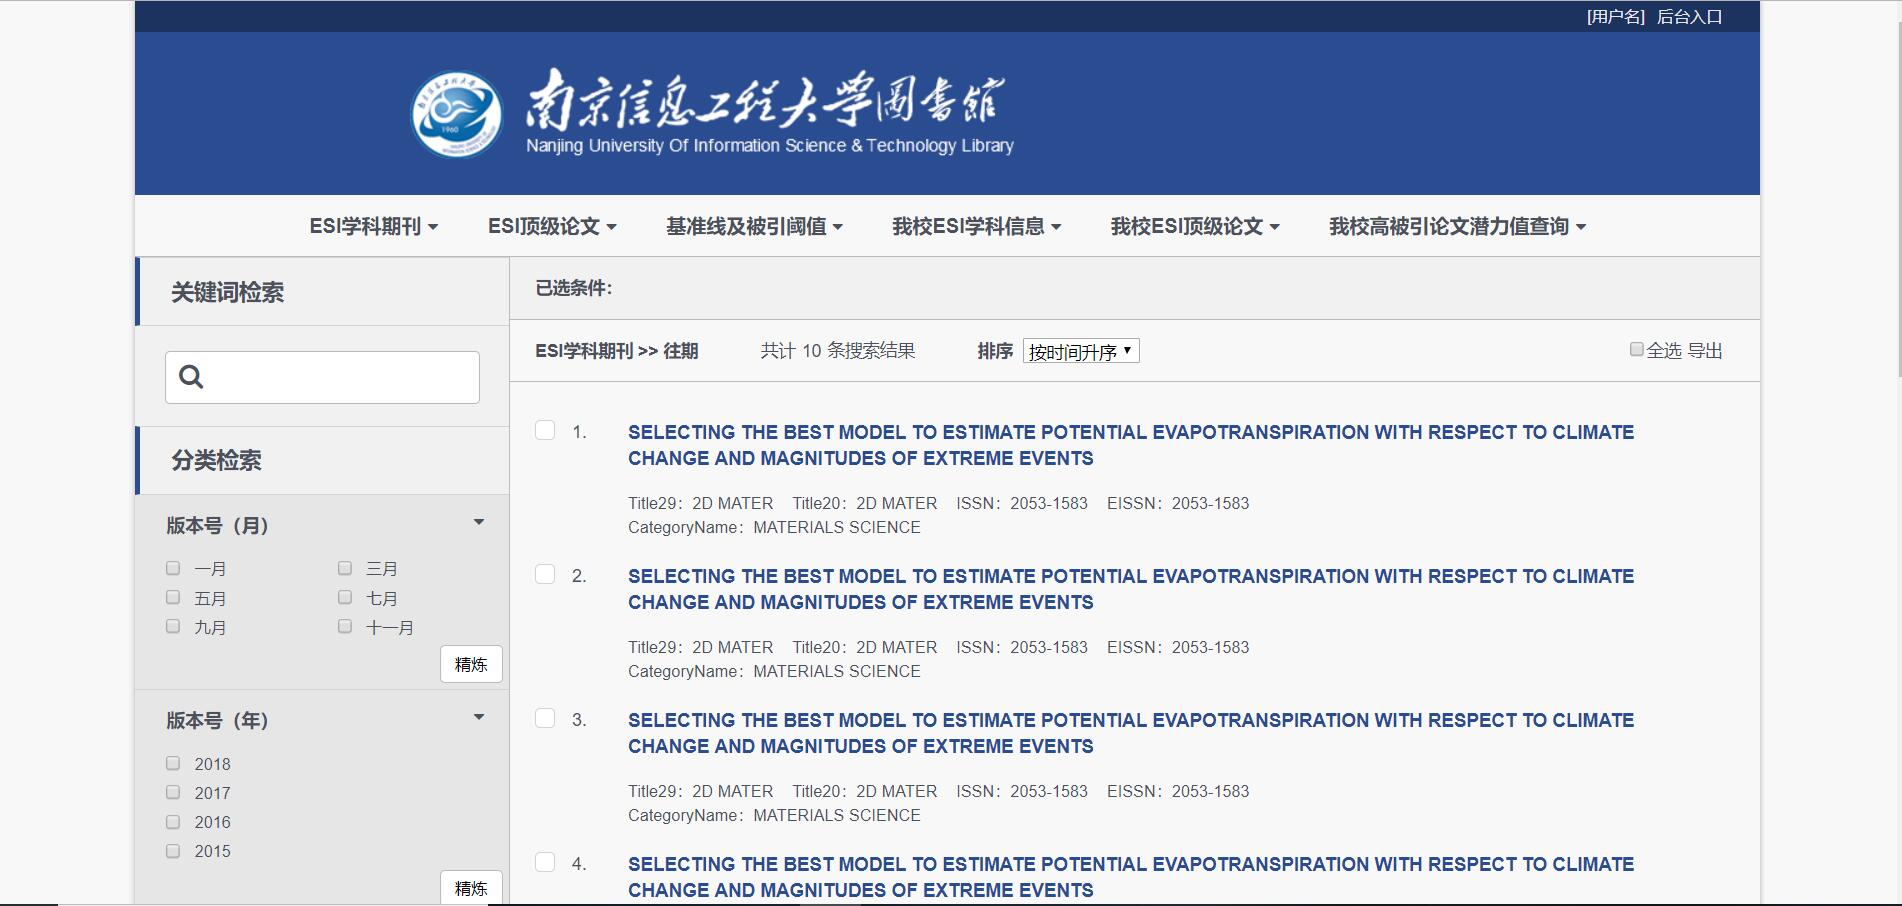 [用户名] 后台入口
南京信息工程大学圖書館
Nanjing University Of Information Science & Technology Library
1960
ESI学科期刊 ESI顶级论文 基准线及被引阈值 我校ESI学科信息 我校ESI顶级论文 我校高被引论文潜力值查询
关键词检索
分类检索
版本号（月）
一月 三月
五月 七月
九月 十一月
精炼
版本号（年）
2018
2017
2016
2015
精炼
已选条件：
ESI学科期刊 >> 往期 共计 10 条搜索结果 排序 按时间升序 全选 导出
1. SELECTING THE BEST MODEL TO ESTIMATE POTENTIAL EVAPOTRANSPIRATION WITH RESPECT TO CLIMATE
CHANGE AND MAGNITUDES OF EXTREME EVENTS
Title29：2D MATER Title20：2D MATER ISSN：2053-1583 EISSN：2053-1583
CategoryName：MATERIALS SCIENCE
2. SELECTING THE BEST MODEL TO ESTIMATE POTENTIAL EVAPOTRANSPIRATION WITH RESPECT TO CLIMATE
CHANGE AND MAGNITUDES OF EXTREME EVENTS
Title29：2D MATER Title20：2D MATER ISSN：2053-1583 EISSN：2053-1583
CategoryName：MATERIALS SCIENCE
3. SELECTING THE BEST MODEL TO ESTIMATE POTENTIAL EVAPOTRANSPIRATION WITH RESPECT TO CLIMATE
CHANGE AND MAGNITUDES OF EXTREME EVENTS
Title29：2D MATER Title20：2D MATER ISSN：2053-1583 EISSN：2053-1583
CategoryName：MATERIALS SCIENCE
4. SELECTING THE BEST MODEL TO ESTIMATE POTENTIAL EVAPOTRANSPIRATION WITH RESPECT TO CLIMATE
CHANGE AND MAGNITUDES OF EXTREME EVENTS